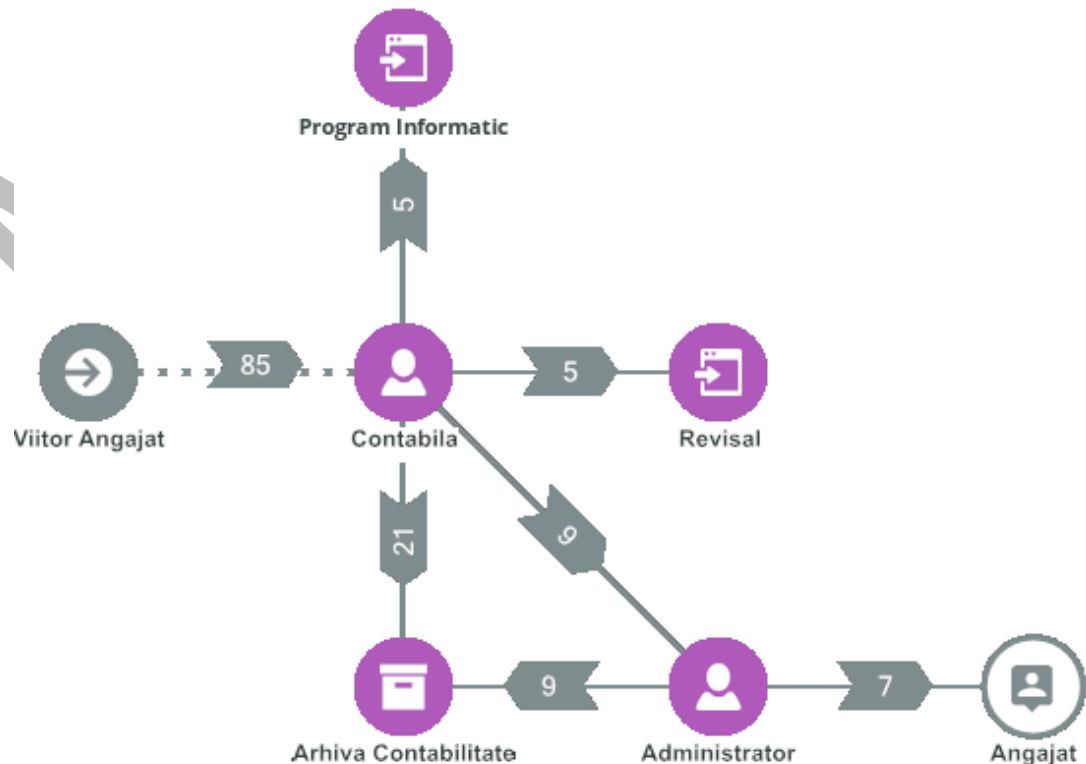 Program Informatic
5
85
5
Viitor Angajat
Contabila
Revisal
21
9
9
7
Arhiva Contabilitate
Administrator
Angajat